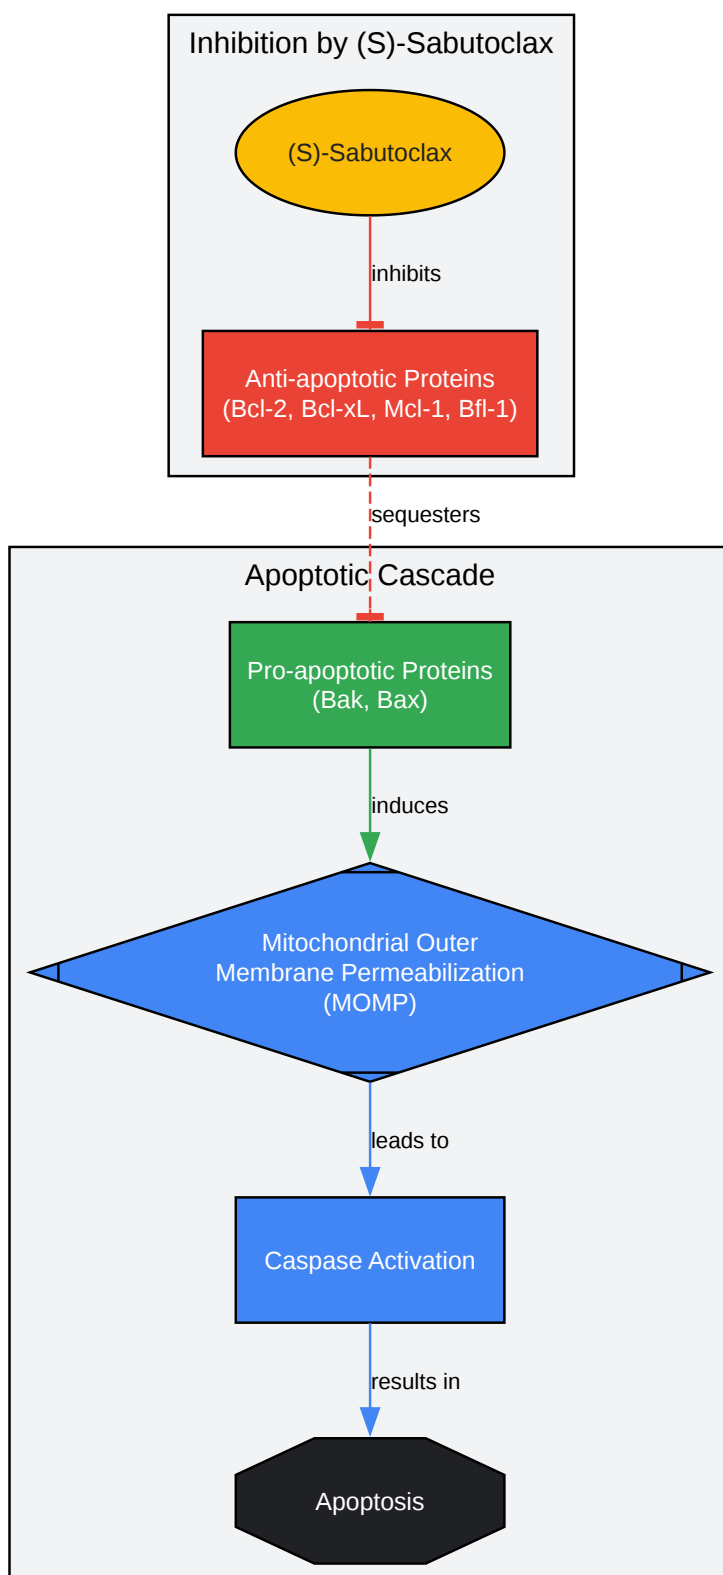 Inhibition by (S)-Sabutoclax
(S)-Sabutoclax
inhibits
Anti-apoptotic Proteins
(Bcl-2, Bcl-xL, Mcl-1, Bfl-1)
sequesters
Apoptotic Cascade
Pro-apoptotic Proteins
(Bak, Bax)
induces
Mitochondrial Outer
Membrane Permeabilization
(MOMP)
leads to
Caspase Activation
results in
Apoptosis